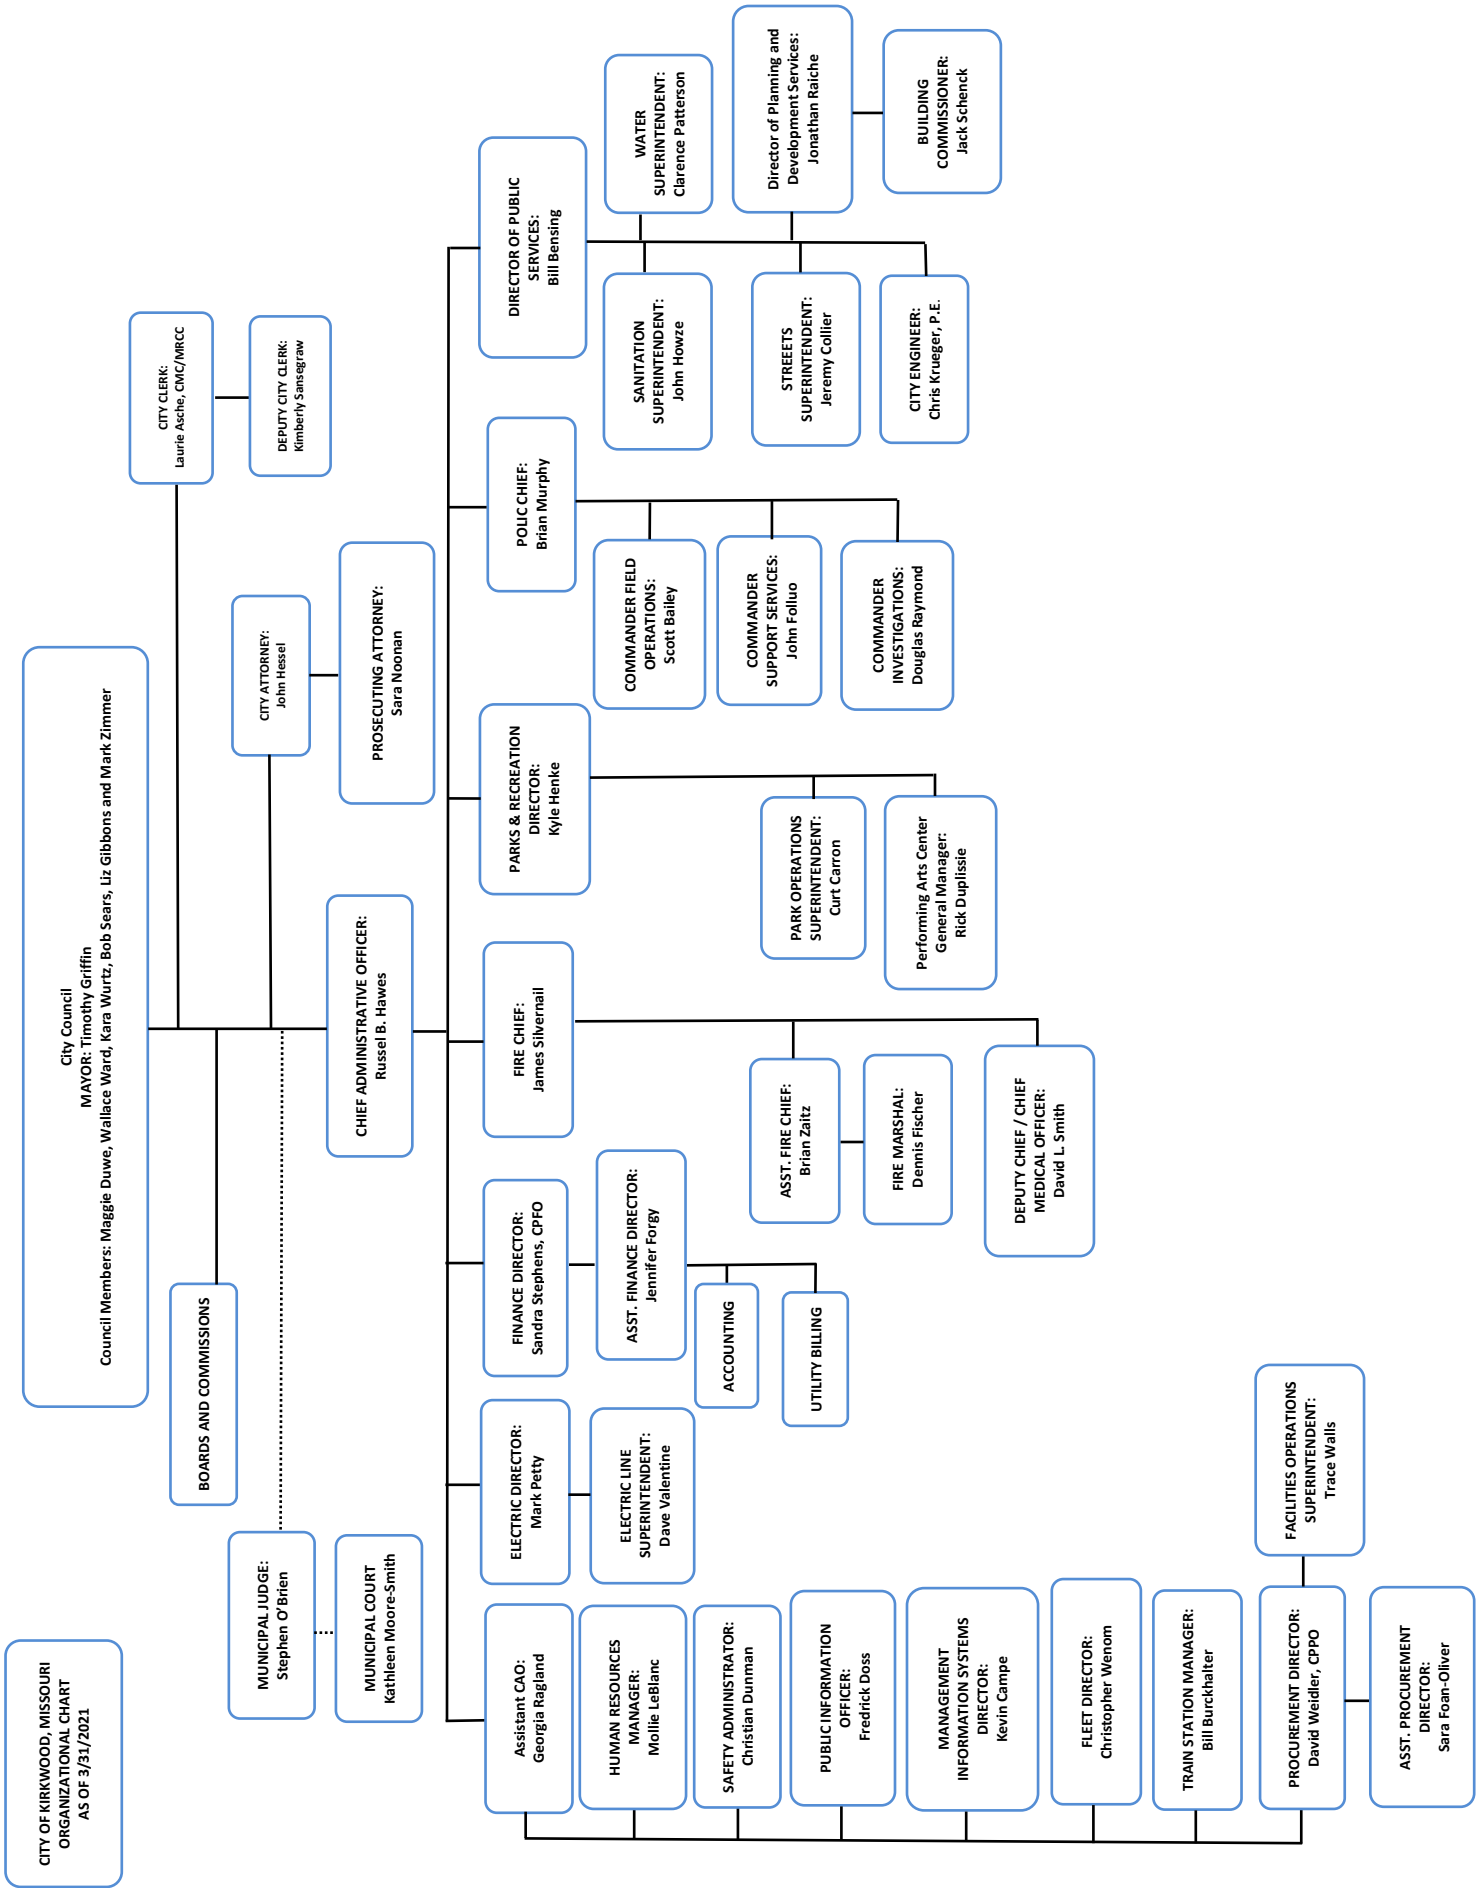 CITY OF KIRKWOOD, MISSOURI
ORGANIZATIONAL CHART
AS OF 3/31/2021
City Council
MAYOR: Timothy Griffin
Council Members: Maggie Duwe, Wallace Ward, Kara Wurtz, Bob Sears, Liz Gibbons and Mark Zimmer
CITY CLERK:
Laurie Asche, CMC/MRCC
DEPUTY CITY CLERK:
Kimberly Sansegraw
BOARDS AND COMMISSIONS
CITY ATTORNEY:
John Hessel
PROSECUTING ATTORNEY:
Sara Noonan
MUNICIPAL JUDGE:
Stephen O'Brien
MUNICIPAL COURT
Kathleen Moore-Smith
CHIEF ADMINISTRATIVE OFFICER:
Russel B. Hawes
Assistant CAO:
Georgia Ragland
HUMAN RESOURCES
MANAGER:
Mollie LeBlanc
SAFETY ADMINISTRATOR:
Christian Dunman
PUBLIC INFORMATION
OFFICER:
Fredrick Doss
MANAGEMENT
INFORMATION SYSTEMS
DIRECTOR:
Kevin Campe
FLEET DIRECTOR:
Christopher Wenom
TRAIN STATION MANAGER:
Bill Burckhalter
PROCUREMENT DIRECTOR:
David Weidler, CPPO
FACILITIES OPERATIONS
SUPERINTENDENT:
Trace Walls
ASST. PROCUREMENT
DIRECTOR:
Sara Foan-Oliver
ELECTRIC DIRECTOR:
Mark Petty
ELECTRIC LINE
SUPERINTENDENT:
Dave Valentine
FINANCE DIRECTOR:
Sandra Stephens, CPFO
ASST. FINANCE DIRECTOR:
Jennifer Forgy
ACCOUNTING
UTILITY BILLING
FIRE CHIEF:
James Silvernail
ASST. FIRE CHIEF:
Brian Zaitz
FIRE MARSHAL:
Dennis Fischer
DEPUTY CHIEF / CHIEF
MEDICAL OFFICER:
David L Smith
PARKS & RECREATION
DIRECTOR:
Kyle Henke
PARK OPERATIONS
SUPERINTENDENT:
Curt Carron
Performing Arts Center
General Manager:
Rick Duplissie
POLIC CHIEF:
Brian Murphy
COMMANDER FIELD
OPERATIONS:
Scott Bailey
COMMANDER
SUPPORT SERVICES:
John Folluo
COMMANDER
INVESTIGATIONS:
Douglas Raymond
DIRECTOR OF PUBLIC
SERVICES:
Bill Bensing
SANITATION
SUPERINTENDENT:
John Howze
WATER
SUPERINTENDENT:
Clarence Patterson
STREEETS
SUPERINTENDENT:
Jeremy Collier
Director of Planning and
Development Services:
Jonathan Raiche
CITY ENGINEER:
Chris Krueger, P.E.
BUILDING
COMMISSIONER:
Jack Schenck